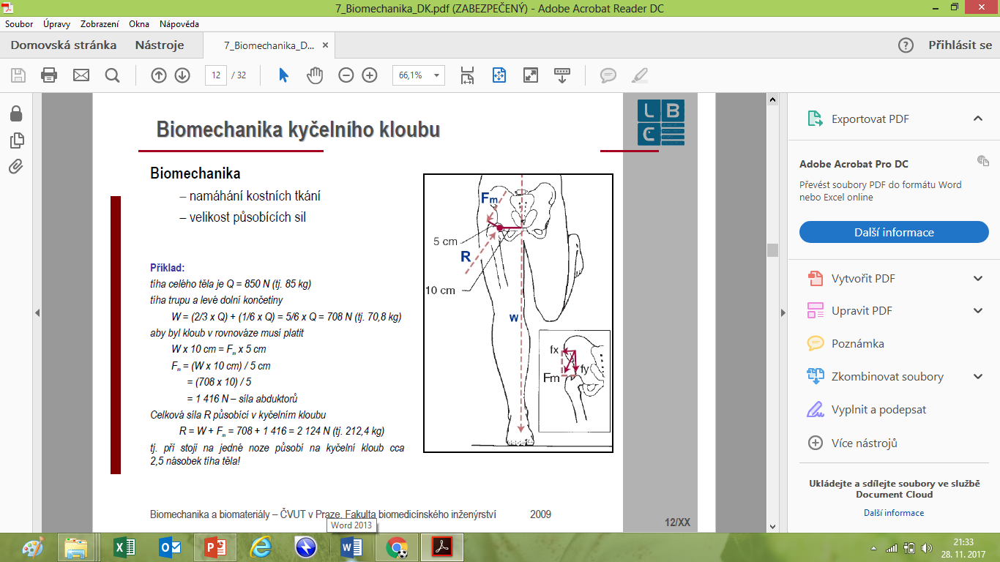 7_Biomechanika_DK.pdf (ZABEZPEČENÝ) - Adobe Acrobat Reader DC
Soubor Úpravy Zobrazení Okna Nápověda
Domovská stránka Nástroje 7_Biomechanika_D... × Přihlásit se
12 / 32 66,1%
Biomechanika kyčelního kloubu
L B C
Biomechanika
– namáhání kostních tkání
– velikost působících sil
Příklad:
tíha celého těla je Q = 850 N (tj. 85 kg)
tíha trupu a levé dolní končetiny
W = (2/3 x Q) + (1/6 x Q) = 5/6 x Q = 708 N (tj. 70,8 kg)
aby byl kloub v rovnováze musí platit
W x 10 cm = Fm x 5 cm
Fm = (W x 10 cm) / 5 cm
= (708 x 10) / 5
= 1 416 N – síla abduktorů
Celková síla R působící v kyčelním kloubu
R = W + Fm = 708 + 1 416 = 2 124 N (tj. 212,4 kg)
tj. při stoji na jedné noze působí na kyčelní kloub cca
2,5 násobek tíha těla!
Fm
5 cm
R
10 cm
W
fx
fy
Fm
Biomechanika a biomateriály – ČVUT v Praze, Fakulta biomedicínského inženýrství 2009
12/XX
Word 2013
Exportovat PDF
Adobe Acrobat Pro DC
Převést soubory PDF do formátu Word
nebo Excel online
Další informace
Vytvořit PDF
Upravit PDF
Poznámka
Zkombinovat soubory
Vyplnit a podepsat
Více nástrojů
Ukládejte a sdílejte soubory ve službě
Document Cloud
Další informace
21:33
28. 11. 2017